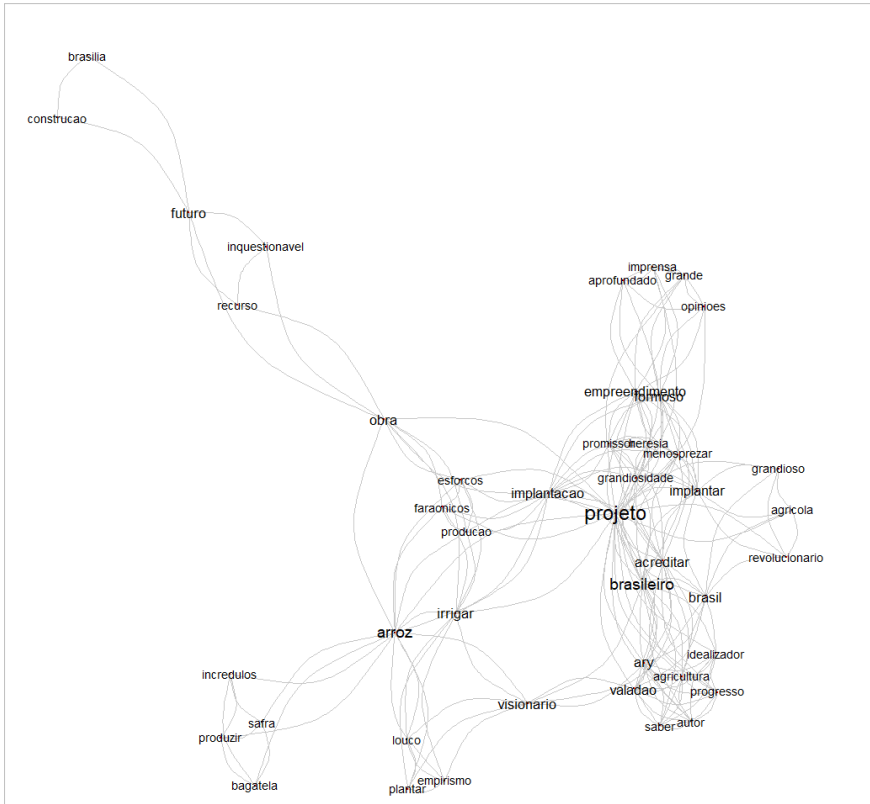 brasilia
construcao
futuro
inquestionavel
imprensa
aprofundado
grande
recurso
opinioes
empreendimento
formoso
obra
promissor
heresia
menosprezar
grandioso
esforcos
grandiosidade
implantacao
implantar
faraonicos
projeto
agricola
producao
revolucionario
acreditar
brasileiro
brasil
irrigar
arroz
idealizador
ary
incredulos
agricultura
valadao
progresso
visionario
safra
saber
autor
produzir
louco
empirismo
bagatela
plantar